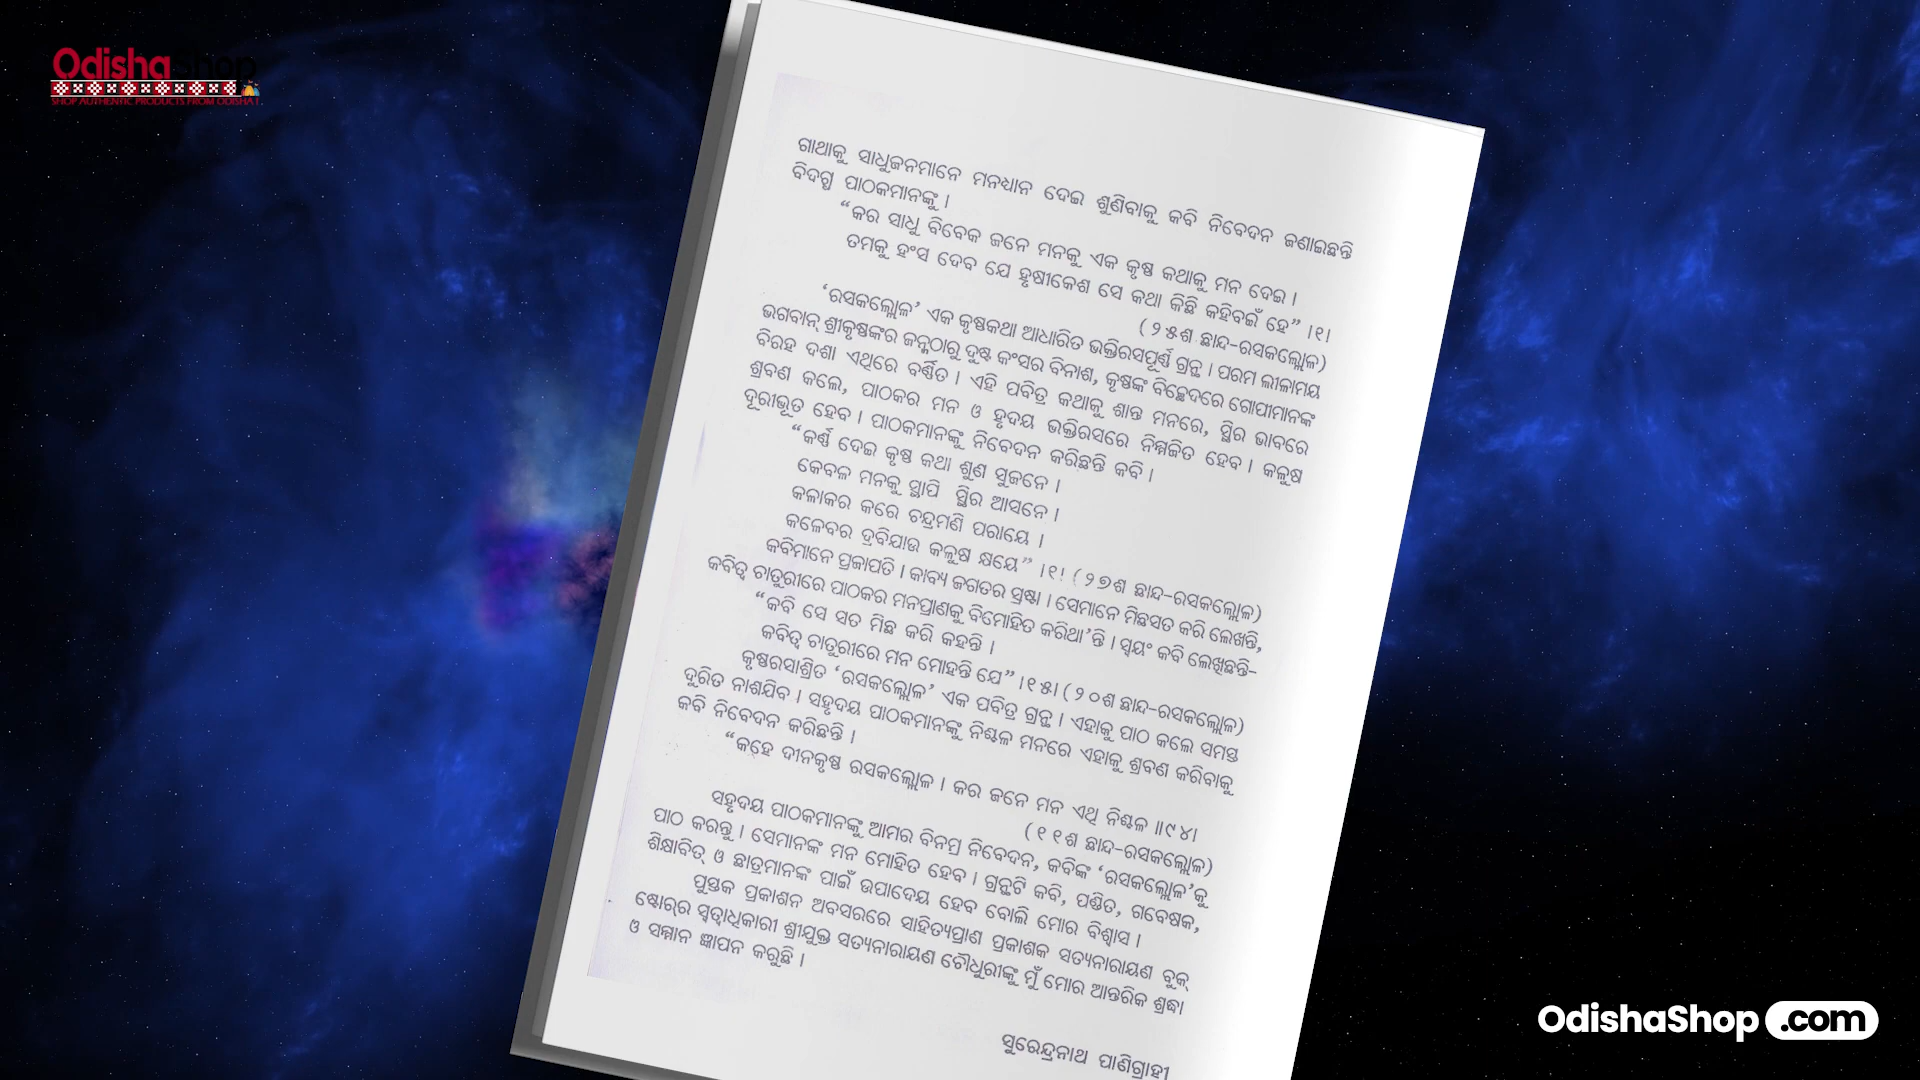 OdishaShop
SHOP AUTHENTIC PRODUCTS FROM ODISHA !
ଗାଥାକୁ ସାଧୁଜନମାନେ ମନଧ୍ୟାନ ଦେଇ ଶୁଣିବାକୁ କବି ନିବେଦନ ଜଣାଇଛନ୍ତି
ବିଦଗ୍ଧ ପାଠକମାନଙ୍କୁ ।
“କର ସାଧୁ ବିବେକ ଜନେ ମନକୁ ଏକ କୃଷ୍ଣ କଥାକୁ ମନ ଦେଇ ।
ତମକୁ ହଂସ ଦେବ ଯେ ହୃଷୀକେଶ ସେ କଥା କିଛି କହିବଇଁ ହେ” ।୧।
(୨୫ଶ ଛାନ୍ଦ-ରସକଲ୍ଲୋଳ)
‘ରସକଲ୍ଲୋଳ’ ଏକ କୃଷ୍ଣକଥା ଆଧାରିତ ଭକ୍ତିରସପୂର୍ଣ୍ଣ ଗ୍ରନ୍ଥ । ପରମ ଲୀଳାମୟ
ଭଗବାନ୍ ଶ୍ରୀକୃଷ୍ଣଙ୍କର ଜନ୍ମଠାରୁ ଦୁଷ୍ଟ କଂସର ବିନାଶ, କୃଷ୍ଣଙ୍କ ବିଚ୍ଛେଦରେ ଗୋପୀମାନଙ୍କ
ବିରହ ଦଶା ଏଥିରେ ବର୍ଣ୍ଣିତ । ଏହି ପବିତ୍ର କଥାକୁ ଶାନ୍ତ ମନରେ, ସ୍ଥିର ଭାବରେ
ଶ୍ରବଣ କଲେ, ପାଠକର ମନ ଓ ହୃଦୟ ଭକ୍ତିରସରେ ନିମଜ୍ଜିତ ହେବ । କଳୁଷ
ଦୂରୀଭୂତ ହେବ । ପାଠକମାନଙ୍କୁ ନିବେଦନ କରିଛନ୍ତି କବି ।
“କର୍ଣ୍ଣ ଦେଇ କୃଷ୍ଣ କଥା ଶୁଣ ସୁଜନେ ।
କେବଳ ମନକୁ ସ୍ଥାପି ସ୍ଥିର ଆସନେ ।
କଳାକର କରେ ଚନ୍ଦ୍ରମଣି ପରାୟେ ।
କଳେବର ଦ୍ରବିଯାଉ କଳୁଷ କ୍ଷୟେ” ।୧। (୨୭ଶ ଛାନ୍ଦ-ରସକଲ୍ଲୋଳ)
କବିମାନେ ପ୍ରଜାପତି । କାବ୍ୟ ଜଗତର ସ୍ରଷ୍ଟା । ସେମାନେ ମିଛସତ କରି ଲେଖନ୍ତି,
କବିତ୍ୱ ଚାତୁରୀରେ ପାଠକର ମନପ୍ରାଣକୁ ବିମୋହିତ କରିଥା’ନ୍ତି । ସ୍ୱୟଂ କବି ଲେଖିଛନ୍ତି-
“କବି ସେ ସତ ମିଛ କରି କହନ୍ତି ।
କବିତ୍ୱ ଚାତୁରୀରେ ମନ ମୋହନ୍ତି ଯେ” ।୧୫। (୨୦ଶ ଛାନ୍ଦ-ରସକଲ୍ଲୋଳ)
କୃଷ୍ଣରସାଶ୍ରିତ ‘ରସକଲ୍ଲୋଳ’ ଏକ ପବିତ୍ର ଗ୍ରନ୍ଥ । ଏହାକୁ ପାଠ କଲେ ସମସ୍ତ
ଦୁରିତ ନାଶଯିବ । ସହୃଦୟ ପାଠକମାନଙ୍କୁ ନିଶ୍ଚଳ ମନରେ ଏହାକୁ ଶ୍ରବଣ କରିବାକୁ
କବି ନିବେଦନ କରିଛନ୍ତି ।
“କହେ ଦୀନକୃଷ୍ଣ ରସକଲ୍ଲୋଳ । କର ଜନେ ମନ ଏଥି ନିଶ୍ଚଳ ॥୯୪।
(୧୧ଶ ଛାନ୍ଦ-ରସକଲ୍ଲୋଳ)
ସହୃଦୟ ପାଠକମାନଙ୍କୁ ଆମର ବିନମ୍ର ନିବେଦନ, କବିଙ୍କ ‘ରସକଲ୍ଲୋଳ’କୁ
ପାଠ କରନ୍ତୁ । ସେମାନଙ୍କ ମନ ମୋହିତ ହେବ । ଗ୍ରନ୍ଥଟି କବି, ପଣ୍ଡିତ, ଗବେଷକ,
ଶିକ୍ଷାବିତ୍ ଓ ଛାତ୍ରମାନଙ୍କ ପାଇଁ ଉପାଦେୟ ହେବ ବୋଲି ମୋର ବିଶ୍ୱାସ ।
ପୁସ୍ତକ ପ୍ରକାଶନ ଅବସରରେ ସାହିତ୍ୟପ୍ରାଣ ପ୍ରକାଶକ ସତ୍ୟନାରାୟଣ ବୁକ୍
ଷ୍ଟୋର୍‌ର ସ୍ୱତ୍ୱାଧିକାରୀ ଶ୍ରୀଯୁକ୍ତ ସତ୍ୟନାରାୟଣ ଚୌଧୁରୀଙ୍କୁ ମୁଁ ମୋର ଆନ୍ତରିକ ଶ୍ରଦ୍ଧା
ଓ ସମ୍ମାନ ଜ୍ଞାପନ କରୁଛି ।
ସୁରେନ୍ଦ୍ରନାଥ ପାଣିଗ୍ରାହୀ
OdishaShop .com